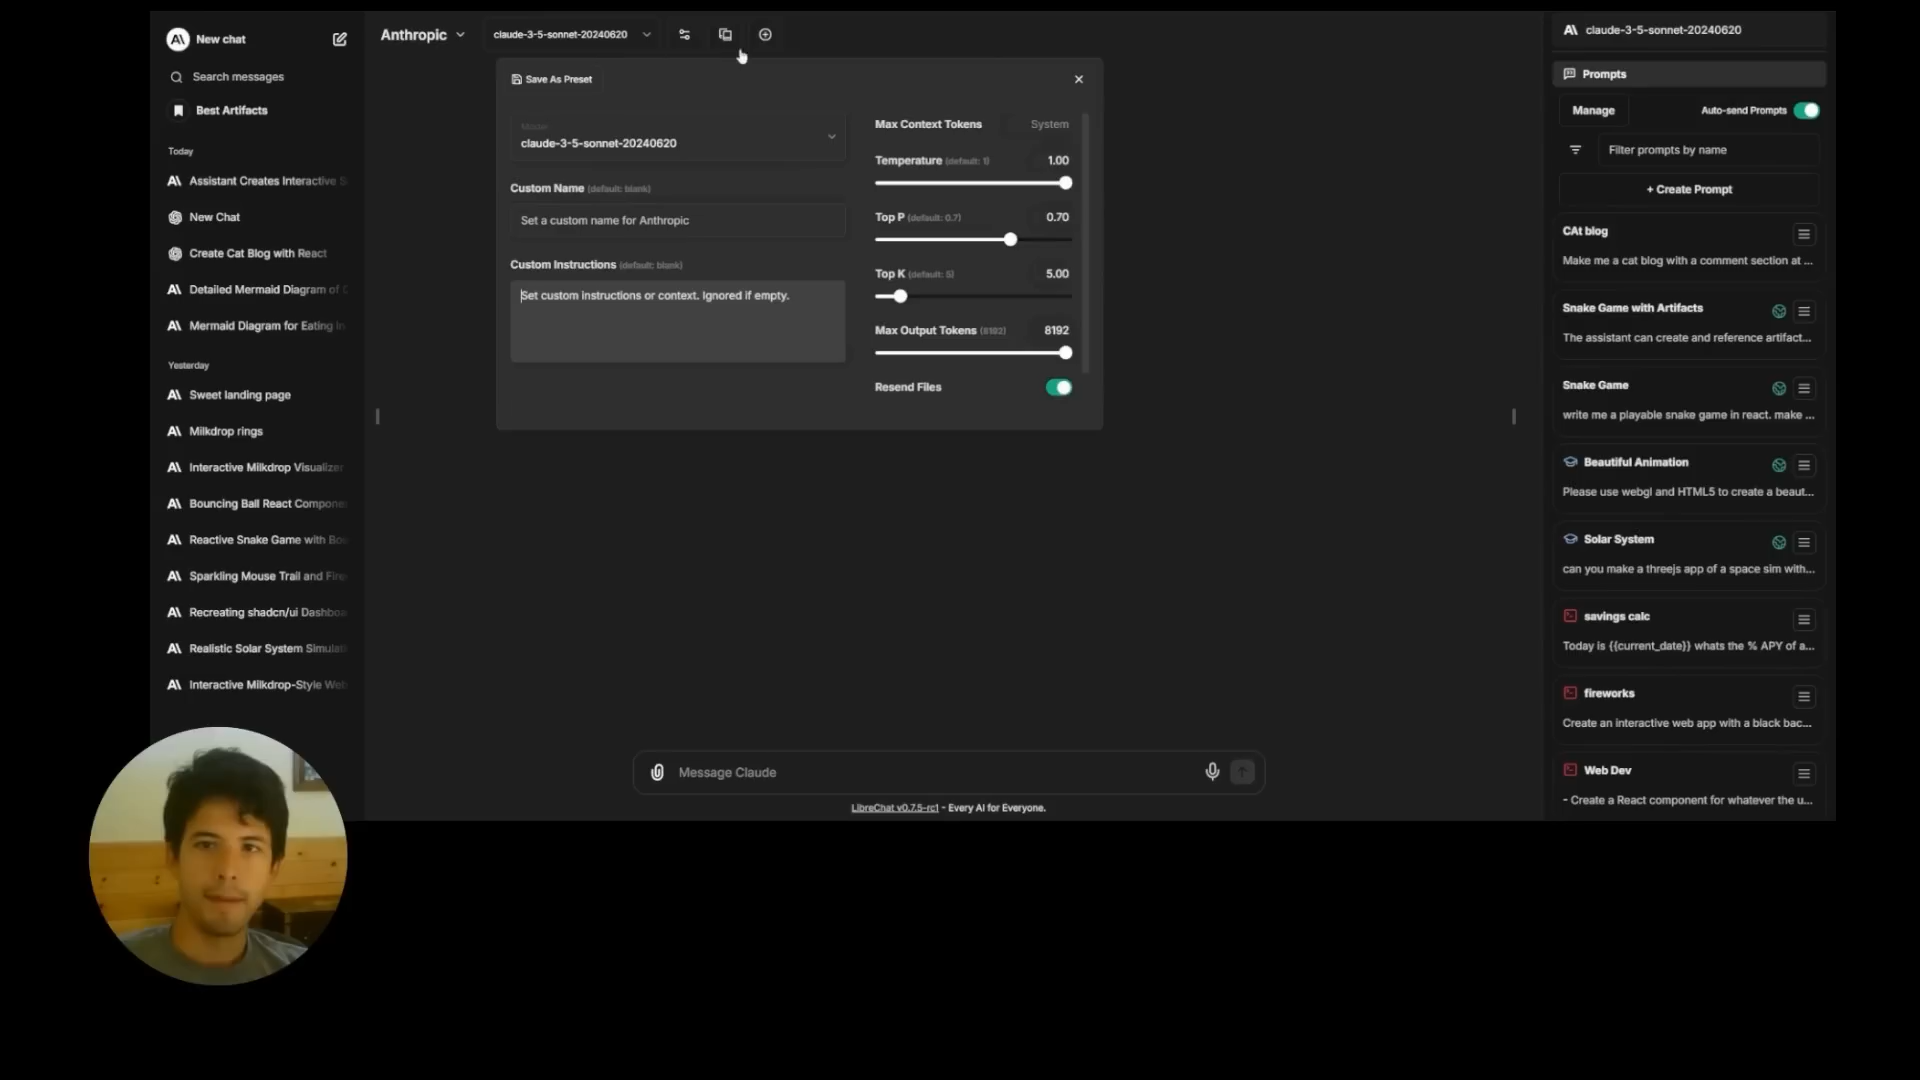 New chat
Search messages
Best Artifacts
Today
Assistant Creates Interactive S
New Chat
Create Cat Blog with React
Detailed Mermaid Diagram of C
Mermaid Diagram for Eating In
Yesterday
Sweet landing page
Milkdrop rings
Interactive Milkdrop Visualizer
Bouncing Ball React Compone
Reactive Snake Game with Bou
Sparkling Mouse Trail and Fire
Recreating shadcn/ui Dashboa
Realistic Solar System Simulati
Interactive Milkdrop-Style Web
Anthropic
claude-3-5-sonnet-20240620
Save As Preset
Model
claude-3-5-sonnet-20240620
Custom Name (default: blank)
Set a custom name for Anthropic
Custom Instructions (default: blank)
Set custom instructions or context. Ignored if empty.
Max Context Tokens System
Temperature (default: 1) 1.00
Top P (default: 0.7) 0.70
Top K (default: 5) 5.00
Max Output Tokens (8192) 8192
Resend Files
Message Claude
LibreChat v0.7.5-rc1 - Every AI for Everyone.
claude-3-5-sonnet-20240620
Prompts
Manage
Auto-send Prompts
Filter prompts by name
+ Create Prompt
CAt blog
Make me a cat blog with a comment section at ...
Snake Game with Artifacts
The assistant can create and reference artifact...
Snake Game
write me a playable snake game in react. make ...
Beautiful Animation
Please use webgl and HTML5 to create a beaut...
Solar System
can you make a threejs app of a space sim with...
savings calc
Today is {{current_date}} whats the % APY of a...
fireworks
Create an interactive web app with a black bac...
Web Dev
- Create a React component for whatever the u...